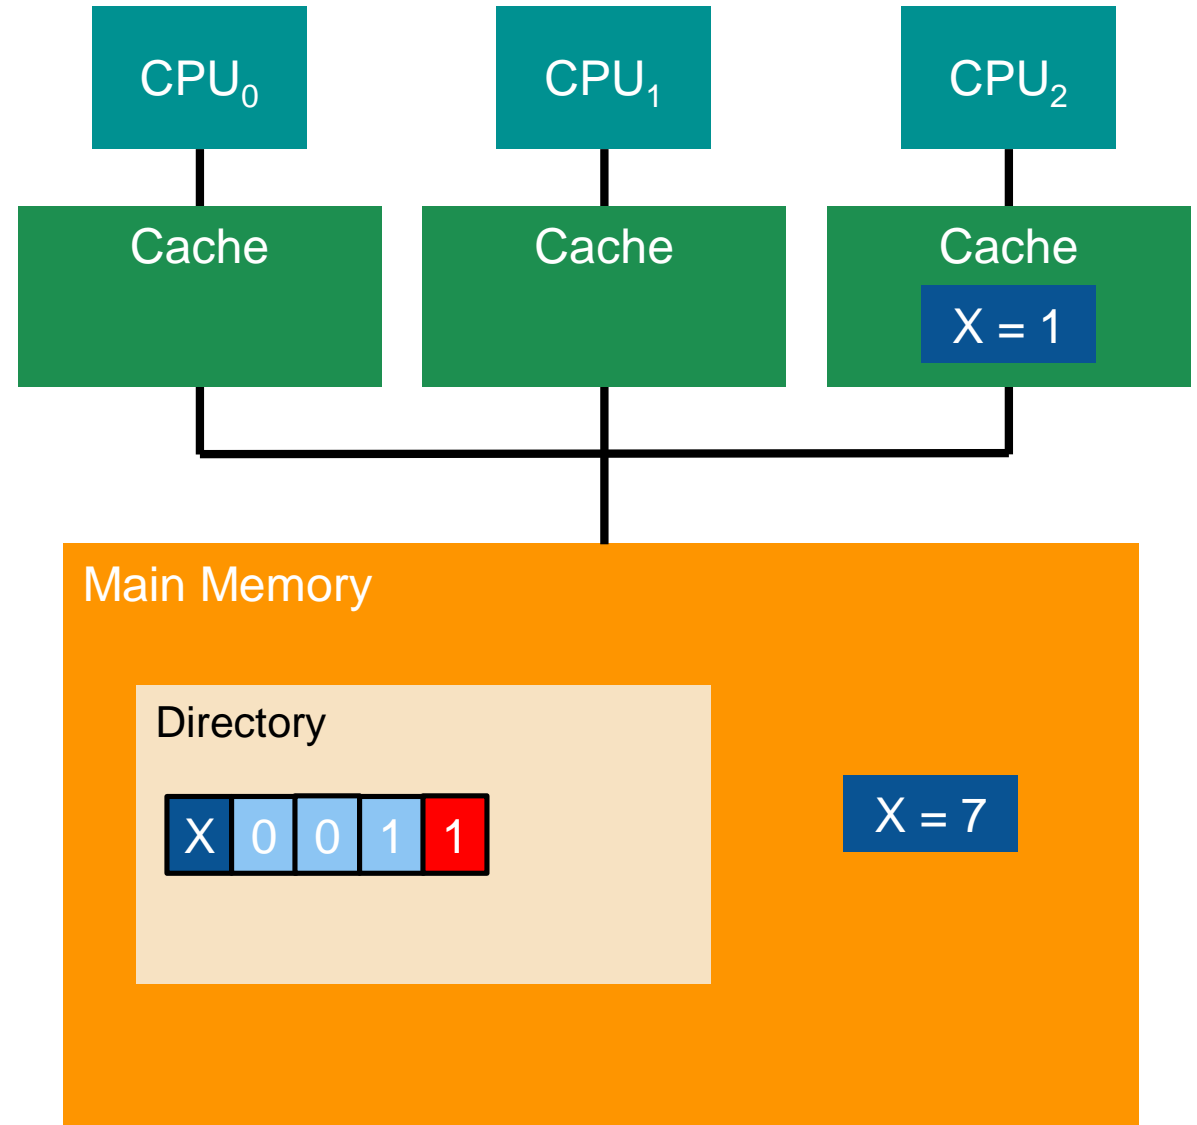 CPU₀ CPU₁ CPU₂
Cache Cache Cache
X = 1
Main Memory
Directory
X 0 0 1 1
X = 7